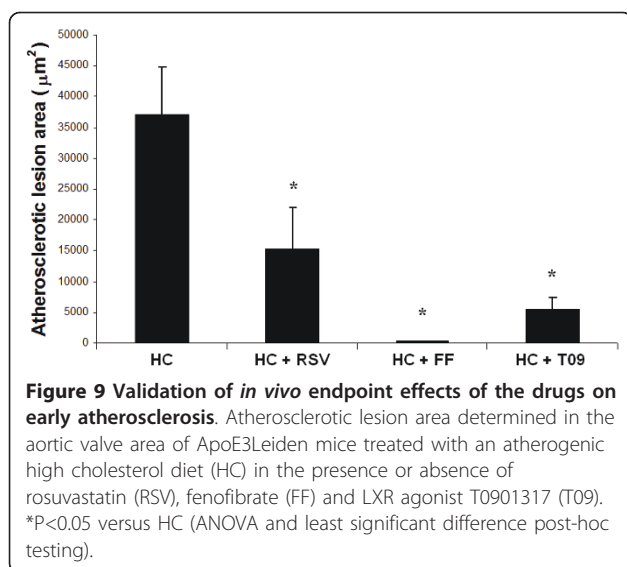 Atherosclerotic lesion area (μm²)
50000
45000
40000
35000
30000
25000
20000
15000
10000
5000
0
*
*
*
HC
HC + RSV
HC + FF
HC + T09
Figure 9 Validation of in vivo endpoint effects of the drugs on
early atherosclerosis. Atherosclerotic lesion area determined in the
aortic valve area of ApoE3Leiden mice treated with an atherogenic
high cholesterol diet (HC) in the presence or absence of
rosuvastatin (RSV), fenofibrate (FF) and LXR agonist T0901317 (T09).
*P<0.05 versus HC (ANOVA and least significant difference post-hoc
testing).